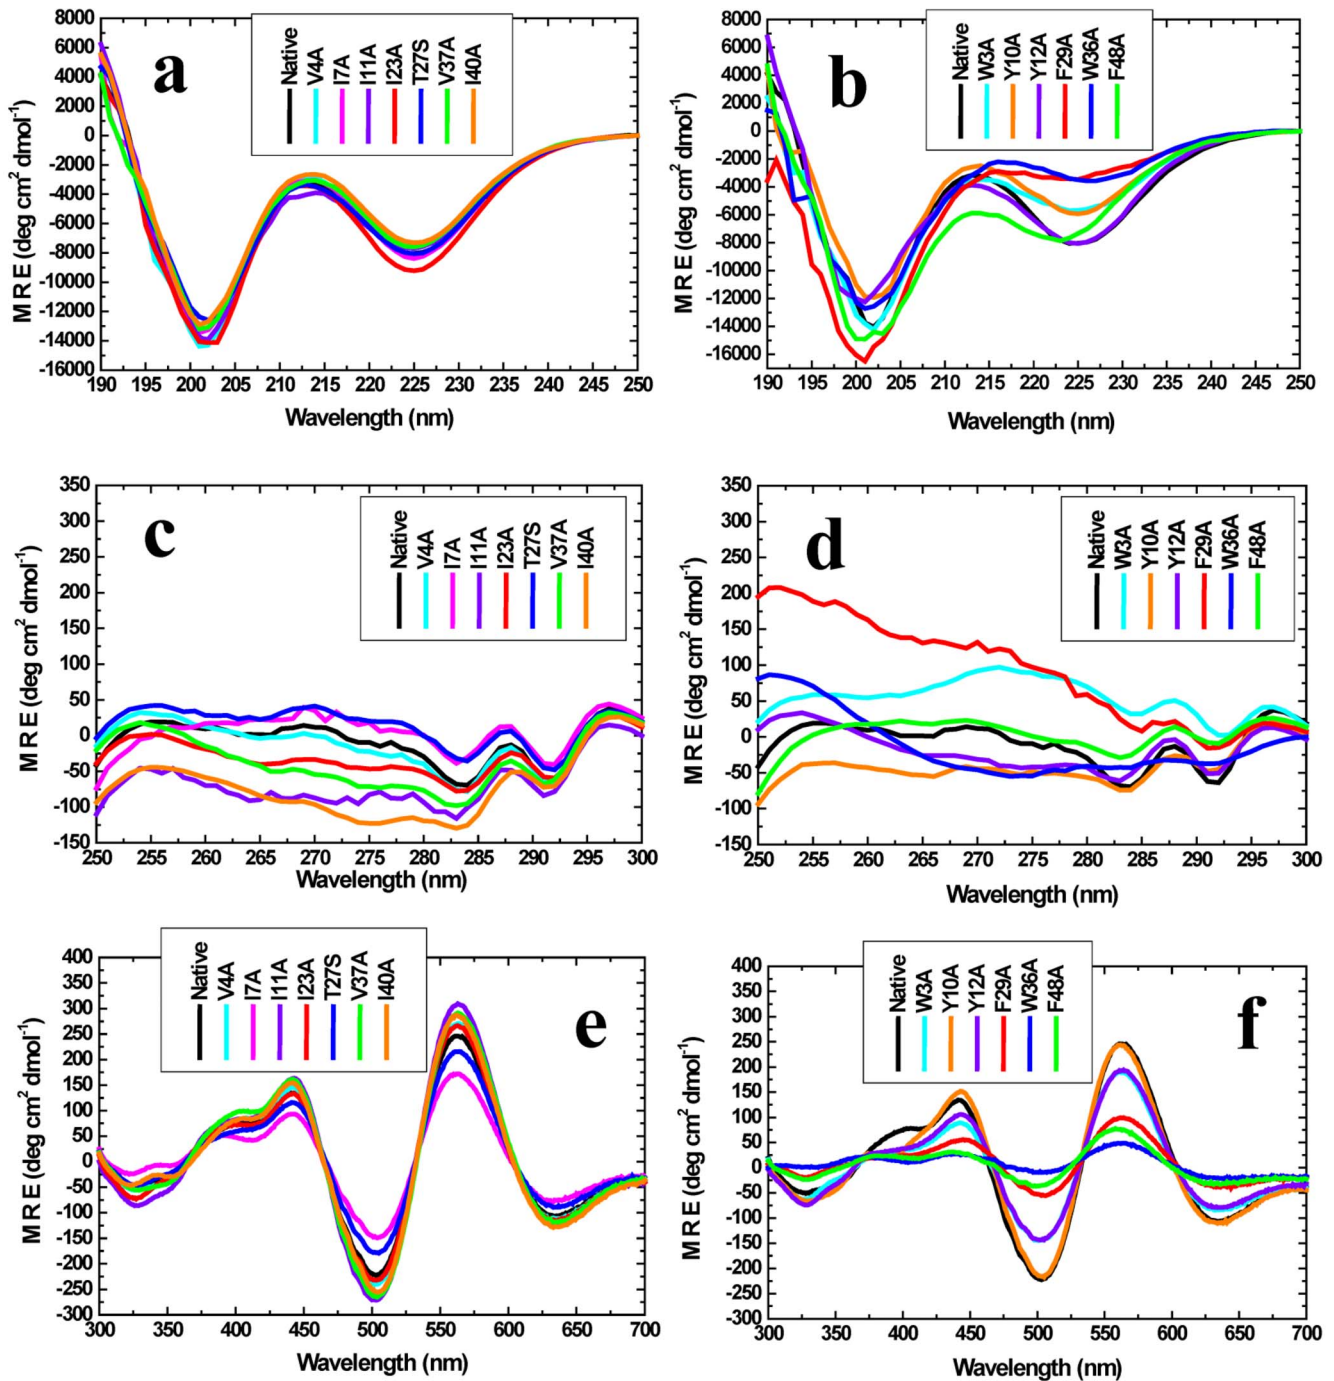 a
MRE (deg cm² dmol⁻¹)
8000
6000
4000
2000
0
-2000
-4000
-6000
-8000
-10000
-12000
-14000
-16000
Native
V4A
I7A
I11A
I23A
T27S
V37A
I40A
190 195 200 205 210 215 220 225 230 235 240 245 250
Wavelength (nm)
b
MRE (deg cm² dmol⁻¹)
8000
6000
4000
2000
0
-2000
-4000
-6000
-8000
-10000
-12000
-14000
-16000
Native
W3A
Y10A
Y12A
F29A
W36A
F48A
190 195 200 205 210 215 220 225 230 235 240 245 250
Wavelength (nm)
c
MRE (deg cm² dmol⁻¹)
350
300
250
200
150
100
50
0
-50
-100
-150
Native
V4A
I7A
I11A
I23A
T27S
V37A
I40A
250 255 260 265 270 275 280 285 290 295 300
Wavelength (nm)
d
MRE (deg cm² dmol⁻¹)
350
300
250
200
150
100
50
0
-50
-100
-150
Native
W3A
Y10A
Y12A
F29A
W36A
F48A
250 255 260 265 270 275 280 285 290 295 300
Wavelength (nm)
e
MRE (deg cm² dmol⁻¹)
400
350
300
250
200
150
100
50
0
-50
-100
-150
-200
-250
-300
Native
V4A
I7A
I11A
I23A
T27S
V37A
I40A
300 350 400 450 500 550 600 650 700
Wavelength (nm)
f
MRE (deg cm² dmol⁻¹)
400
350
300
250
200
150
100
50
0
-50
-100
-150
-200
-250
-300
Native
W3A
Y10A
Y12A
F29A
W36A
F48A
300 350 400 450 500 550 600 650 700
Wavelength (nm)